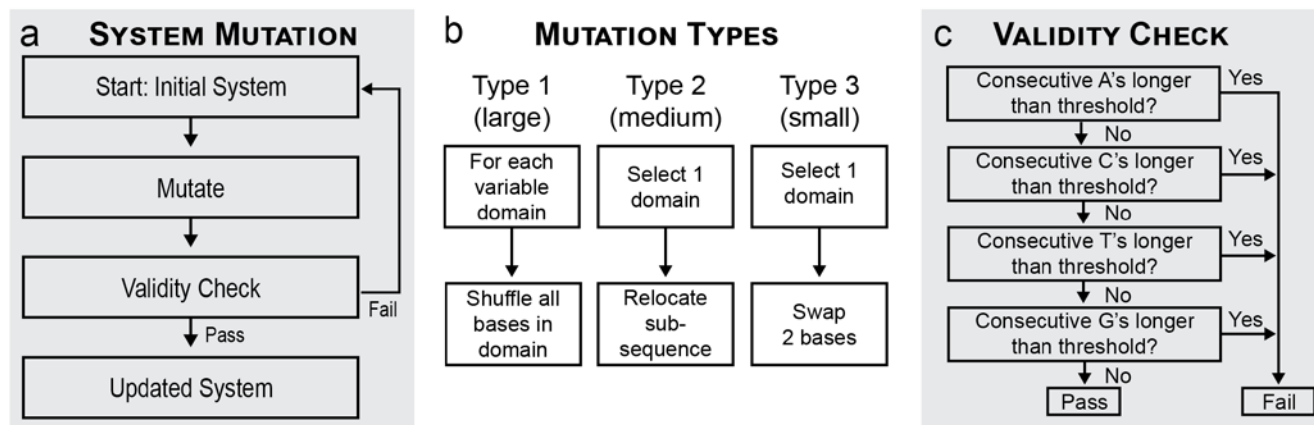 a SYSTEM MUTATION
Start: Initial System
Mutate
Validity Check
Fail
Pass
Updated System
b MUTATION TYPES
Type 1
(large)
For each
variable
domain
Shuffle all
bases in
domain
Type 2
(medium)
Select 1
domain
Relocate
sub-
sequence
Type 3
(small)
Select 1
domain
Swap
2 bases
c VALIDITY CHECK
Consecutive A's longer
than threshold?
Yes
No
Consecutive C's longer
than threshold?
Yes
No
Consecutive T's longer
than threshold?
Yes
No
Consecutive G's longer
than threshold?
Yes
No
Pass
Fail